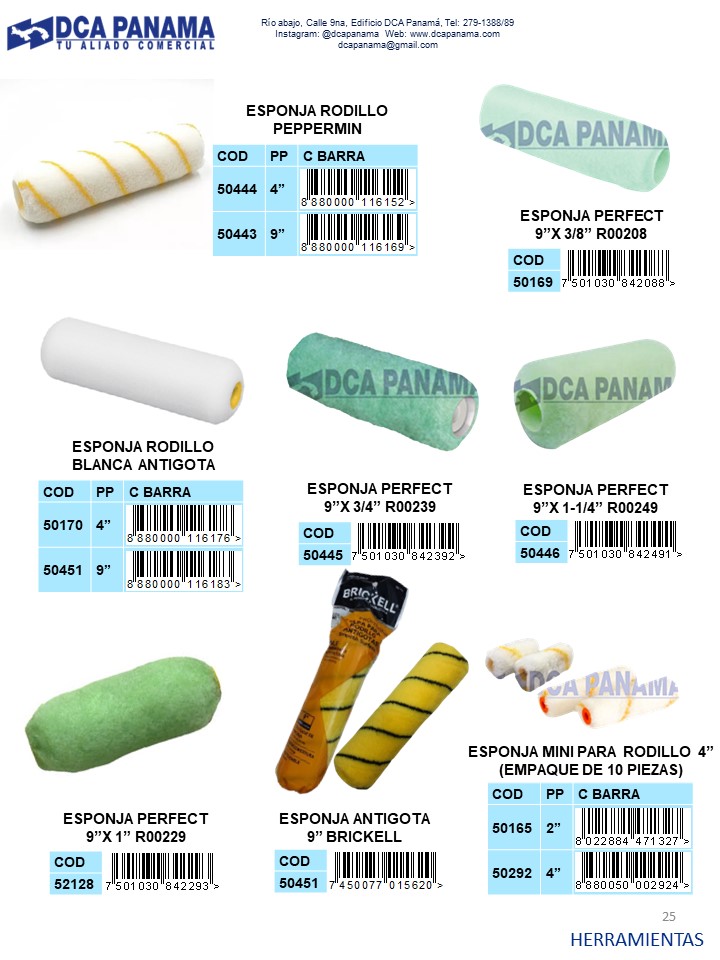 DCA PANAMA
TU ALIADO COMERCIAL
Río abajo, Calle 9na, Edificio DCA Panamá, Tel: 279-1388/89
Instagram: @dcapanama Web: www.dcapanama.com
dcapanama@gmail.com
ESPONJA RODILLO
PEPPERMIN
COD PP C BARRA
50444 4” 8 880000 116152 >
50443 9” 8 880000 116169 >
DCA PANAMA
ESPONJA PERFECT
9”X 3/8” R00208
COD
50169 7 501030 842088 >
ESPONJA RODILLO
BLANCA ANTIGOTA
COD PP C BARRA
50170 4” 8 880000 116176 >
50451 9” 8 880000 116183 >
DCA PANAMA
ESPONJA PERFECT
9”X 3/4” R00239
COD
50445 7 501030 842392 >
DCA PANAMA
ESPONJA PERFECT
9”X 1-1/4” R00249
COD
50446 7 501030 842491 >
ESPONJA PERFECT
9”X 1” R00229
COD
52128 7 501030 842293 >
BRICKELL
ESPONJA ANTIGOTA
9” BRICKELL
COD
50451 7 450077 015620 >
DCA PANAMA
ESPONJA MINI PARA RODILLO 4”
(EMPAQUE DE 10 PIEZAS)
COD PP C BARRA
50165 2” 8 022884 471327 >
50292 4” 8 880050 002924 >
25
HERRAMIENTAS